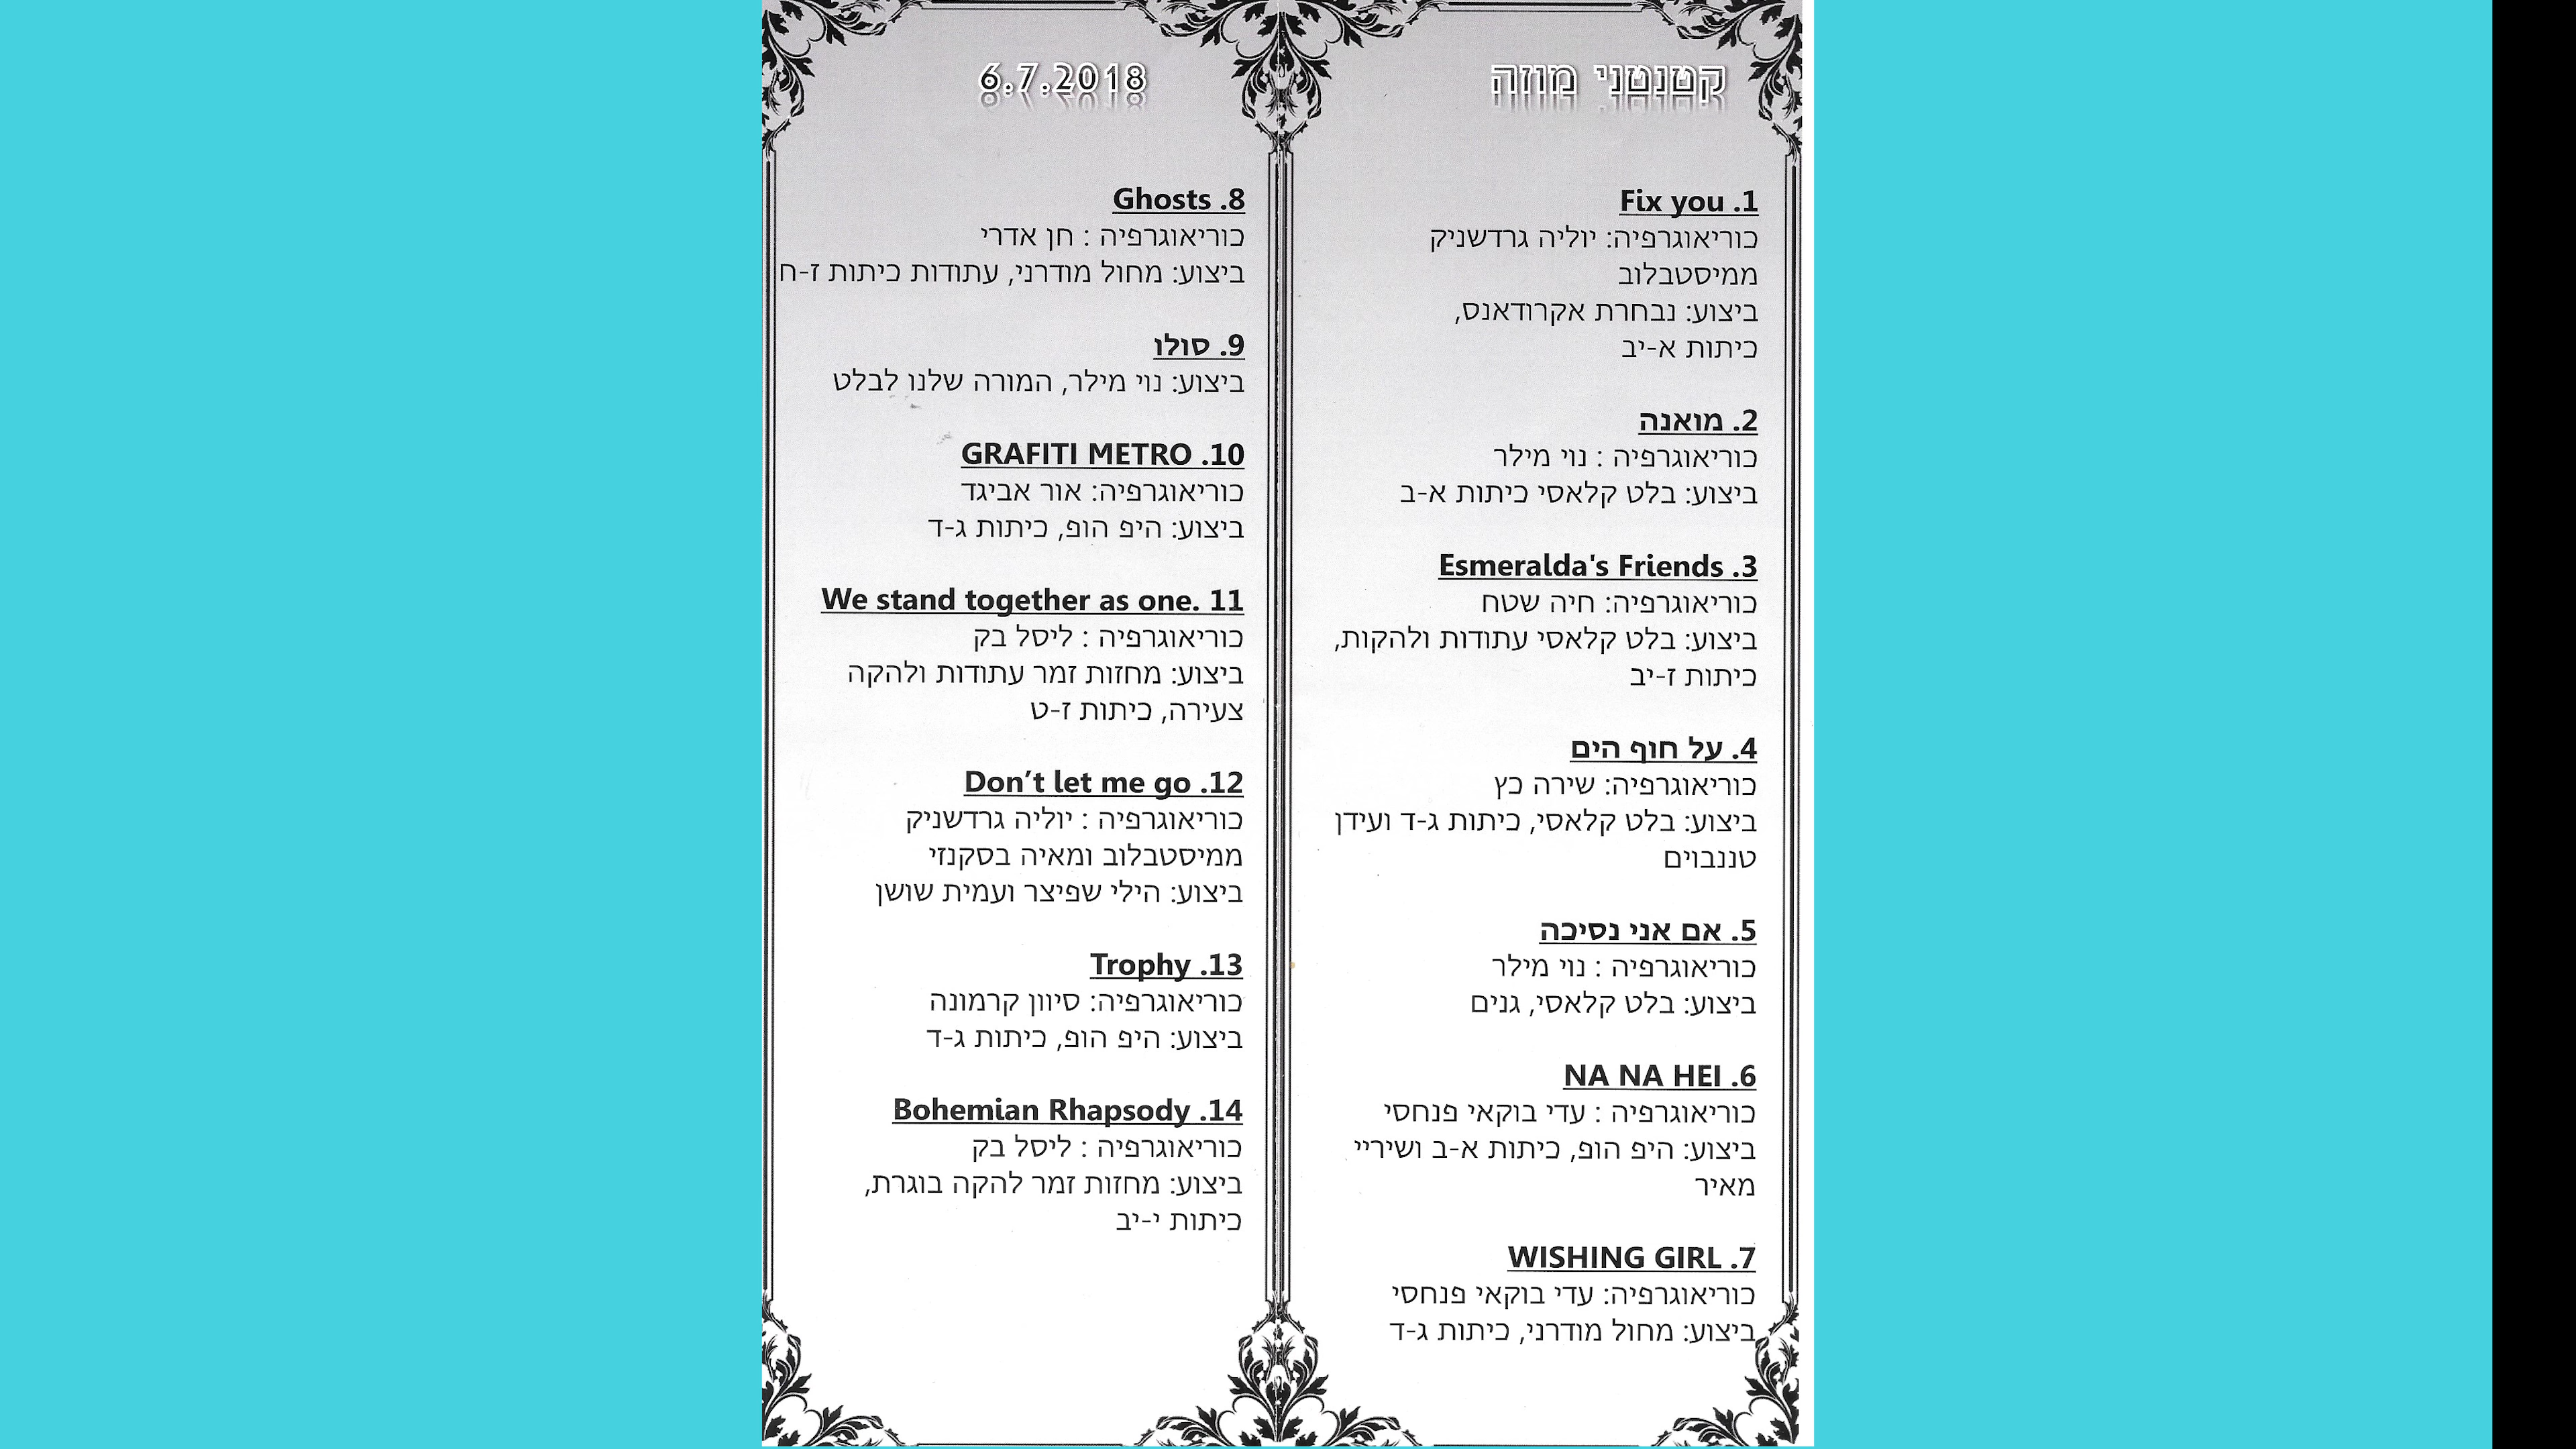 קטנטני מוזה
1. Fix you
כוריאוגרפיה: יוליה גרדשניק
ממיסטבלוב
ביצוע: נבחרת אקרודאנס,
כיתות א-יב
2. מואנה
כוריאוגרפיה : נוי מילר
ביצוע: בלט קלאסי כיתות א-ב
3. Esmeralda's Friends
כוריאוגרפיה: חיה שטח
ביצוע: בלט קלאסי עתודות ולהקות,
כיתות ז-יב
4. על חוף הים
כוריאוגרפיה: שירה כץ
ביצוע: בלט קלאסי, כיתות ג-ד ועידן
טננבוים
5. אם אני נסיכה
כוריאוגרפיה : נוי מילר
ביצוע: בלט קלאסי, גנים
6. NA NA HEI
כוריאוגרפיה : עדי בוקאי פנחסי
ביצוע: היפ הופ, כיתות א-ב ושיריי
מאיר
7. WISHING GIRL
כוריאוגרפיה: עדי בוקאי פנחסי
ביצוע: מחול מודרני, כיתות ג-ד
6.7.2018
8. Ghosts
כוריאוגרפיה : חן אדרי
ביצוע: מחול מודרני, עתודות כיתות ז-ח
9. סולו
ביצוע: נוי מילר, המורה שלנו לבלט
10. GRAFITI METRO
כוריאוגרפיה: אור אביגד
ביצוע: היפ הופ, כיתות ג-ד
We stand together as one. 11
כוריאוגרפיה : ליסל בק
ביצוע: מחזות זמר עתודות ולהקה
צעירה, כיתות ז-ט
12. Don’t let me go
כוריאוגרפיה : יוליה גרדשניק
ממיסטבלוב ומאיה בסקנזי
ביצוע: הילי שפיצר ועמית שושן
13. Trophy
כוריאוגרפיה: סיוון קרמונה
ביצוע: היפ הופ, כיתות ג-ד
14. Bohemian Rhapsody
כוריאוגרפיה : ליסל בק
ביצוע: מחזות זמר להקה בוגרת,
כיתות י-יב